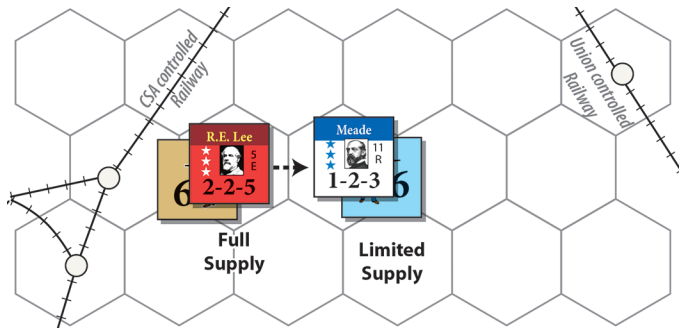 CSA controlled
Railway
Union controlled
Railway
R.E. Lee
5
E
2-2-5
6
Meade
11
R
1-2-3
6
Full
Supply
Limited
Supply